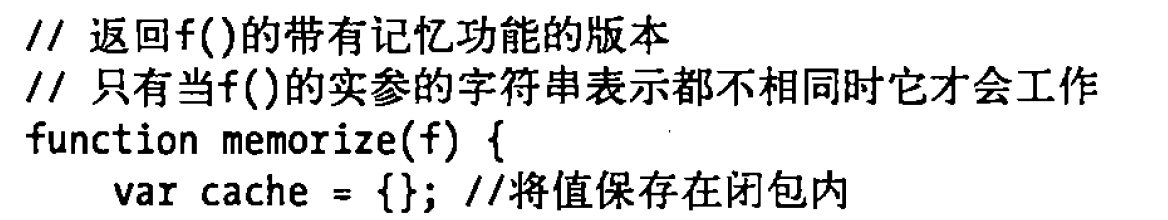 // 返回f()的带有记忆功能的版本
// 只有当f()的实参的字符串表示都不相同时它才会工作
function memorize(f) {
    var cache = {}; //将值保存在闭包内